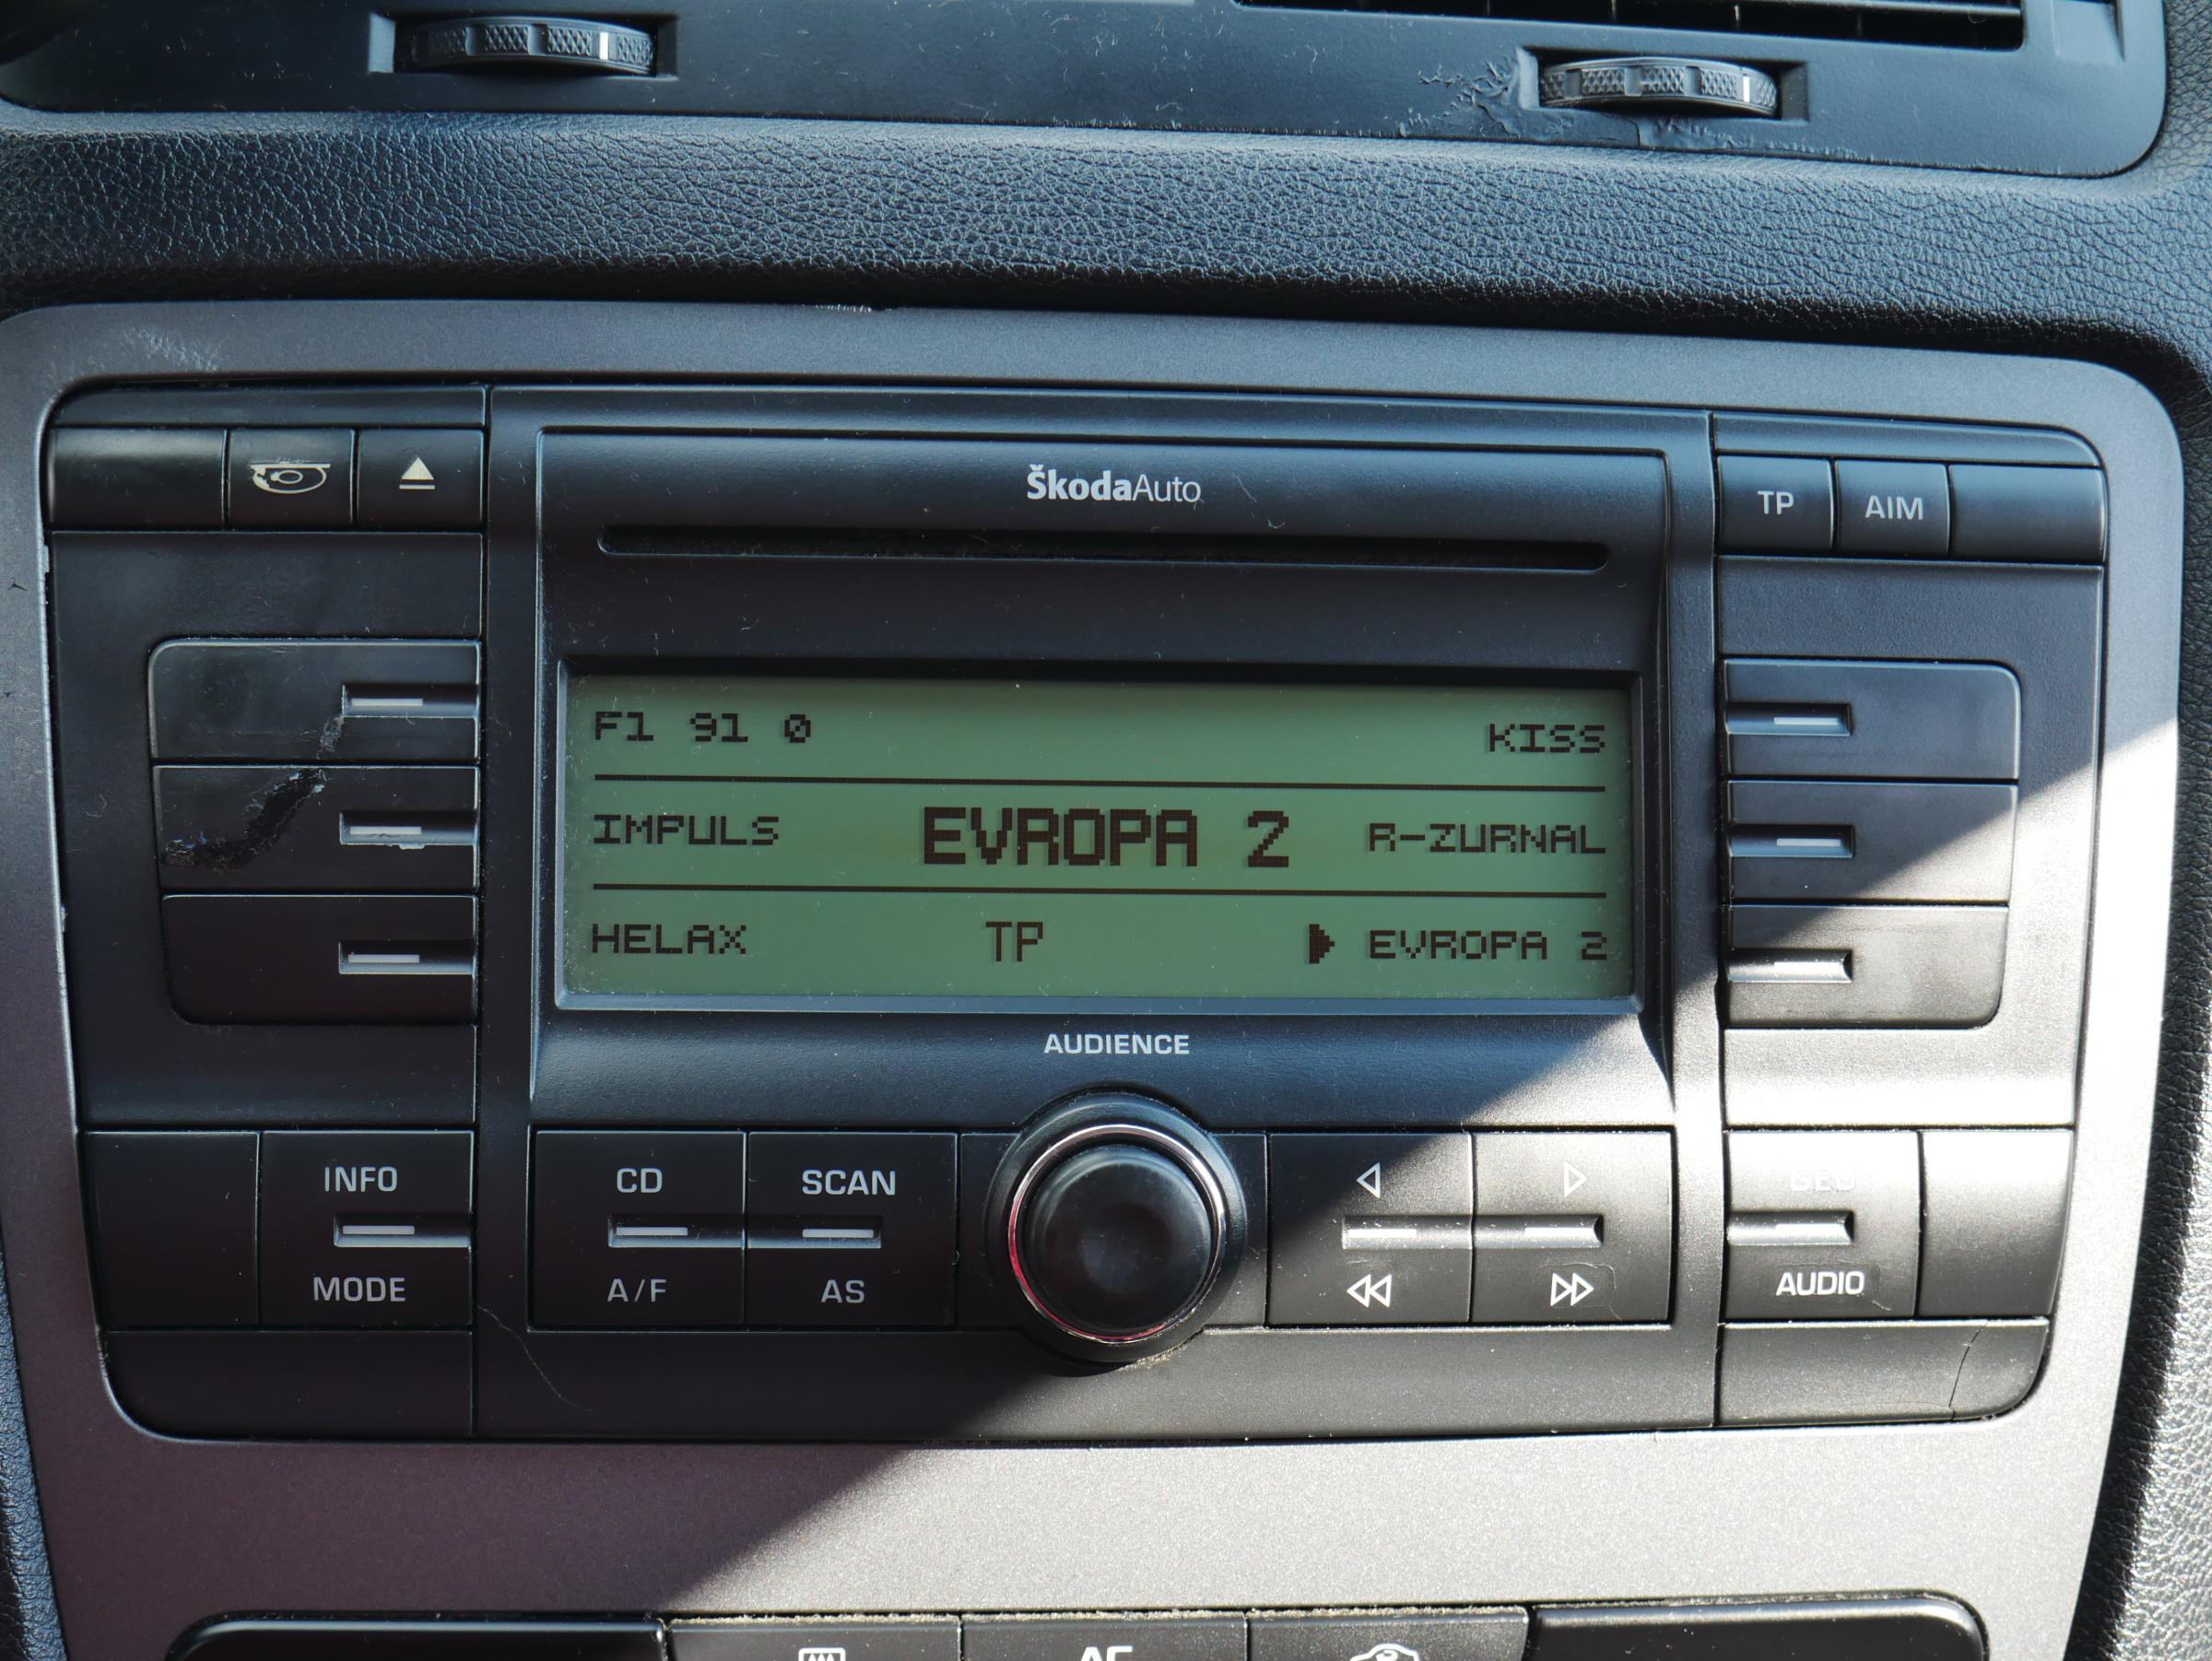 ŠkodaAuto
TP AIM
F1 91 0 KISS
IMPULS EVROPA 2 R-ZURNAL
HELAX TP EVROPA 2
AUDIENCE
INFO CD SCAN
MODE A/F AS AUDIO